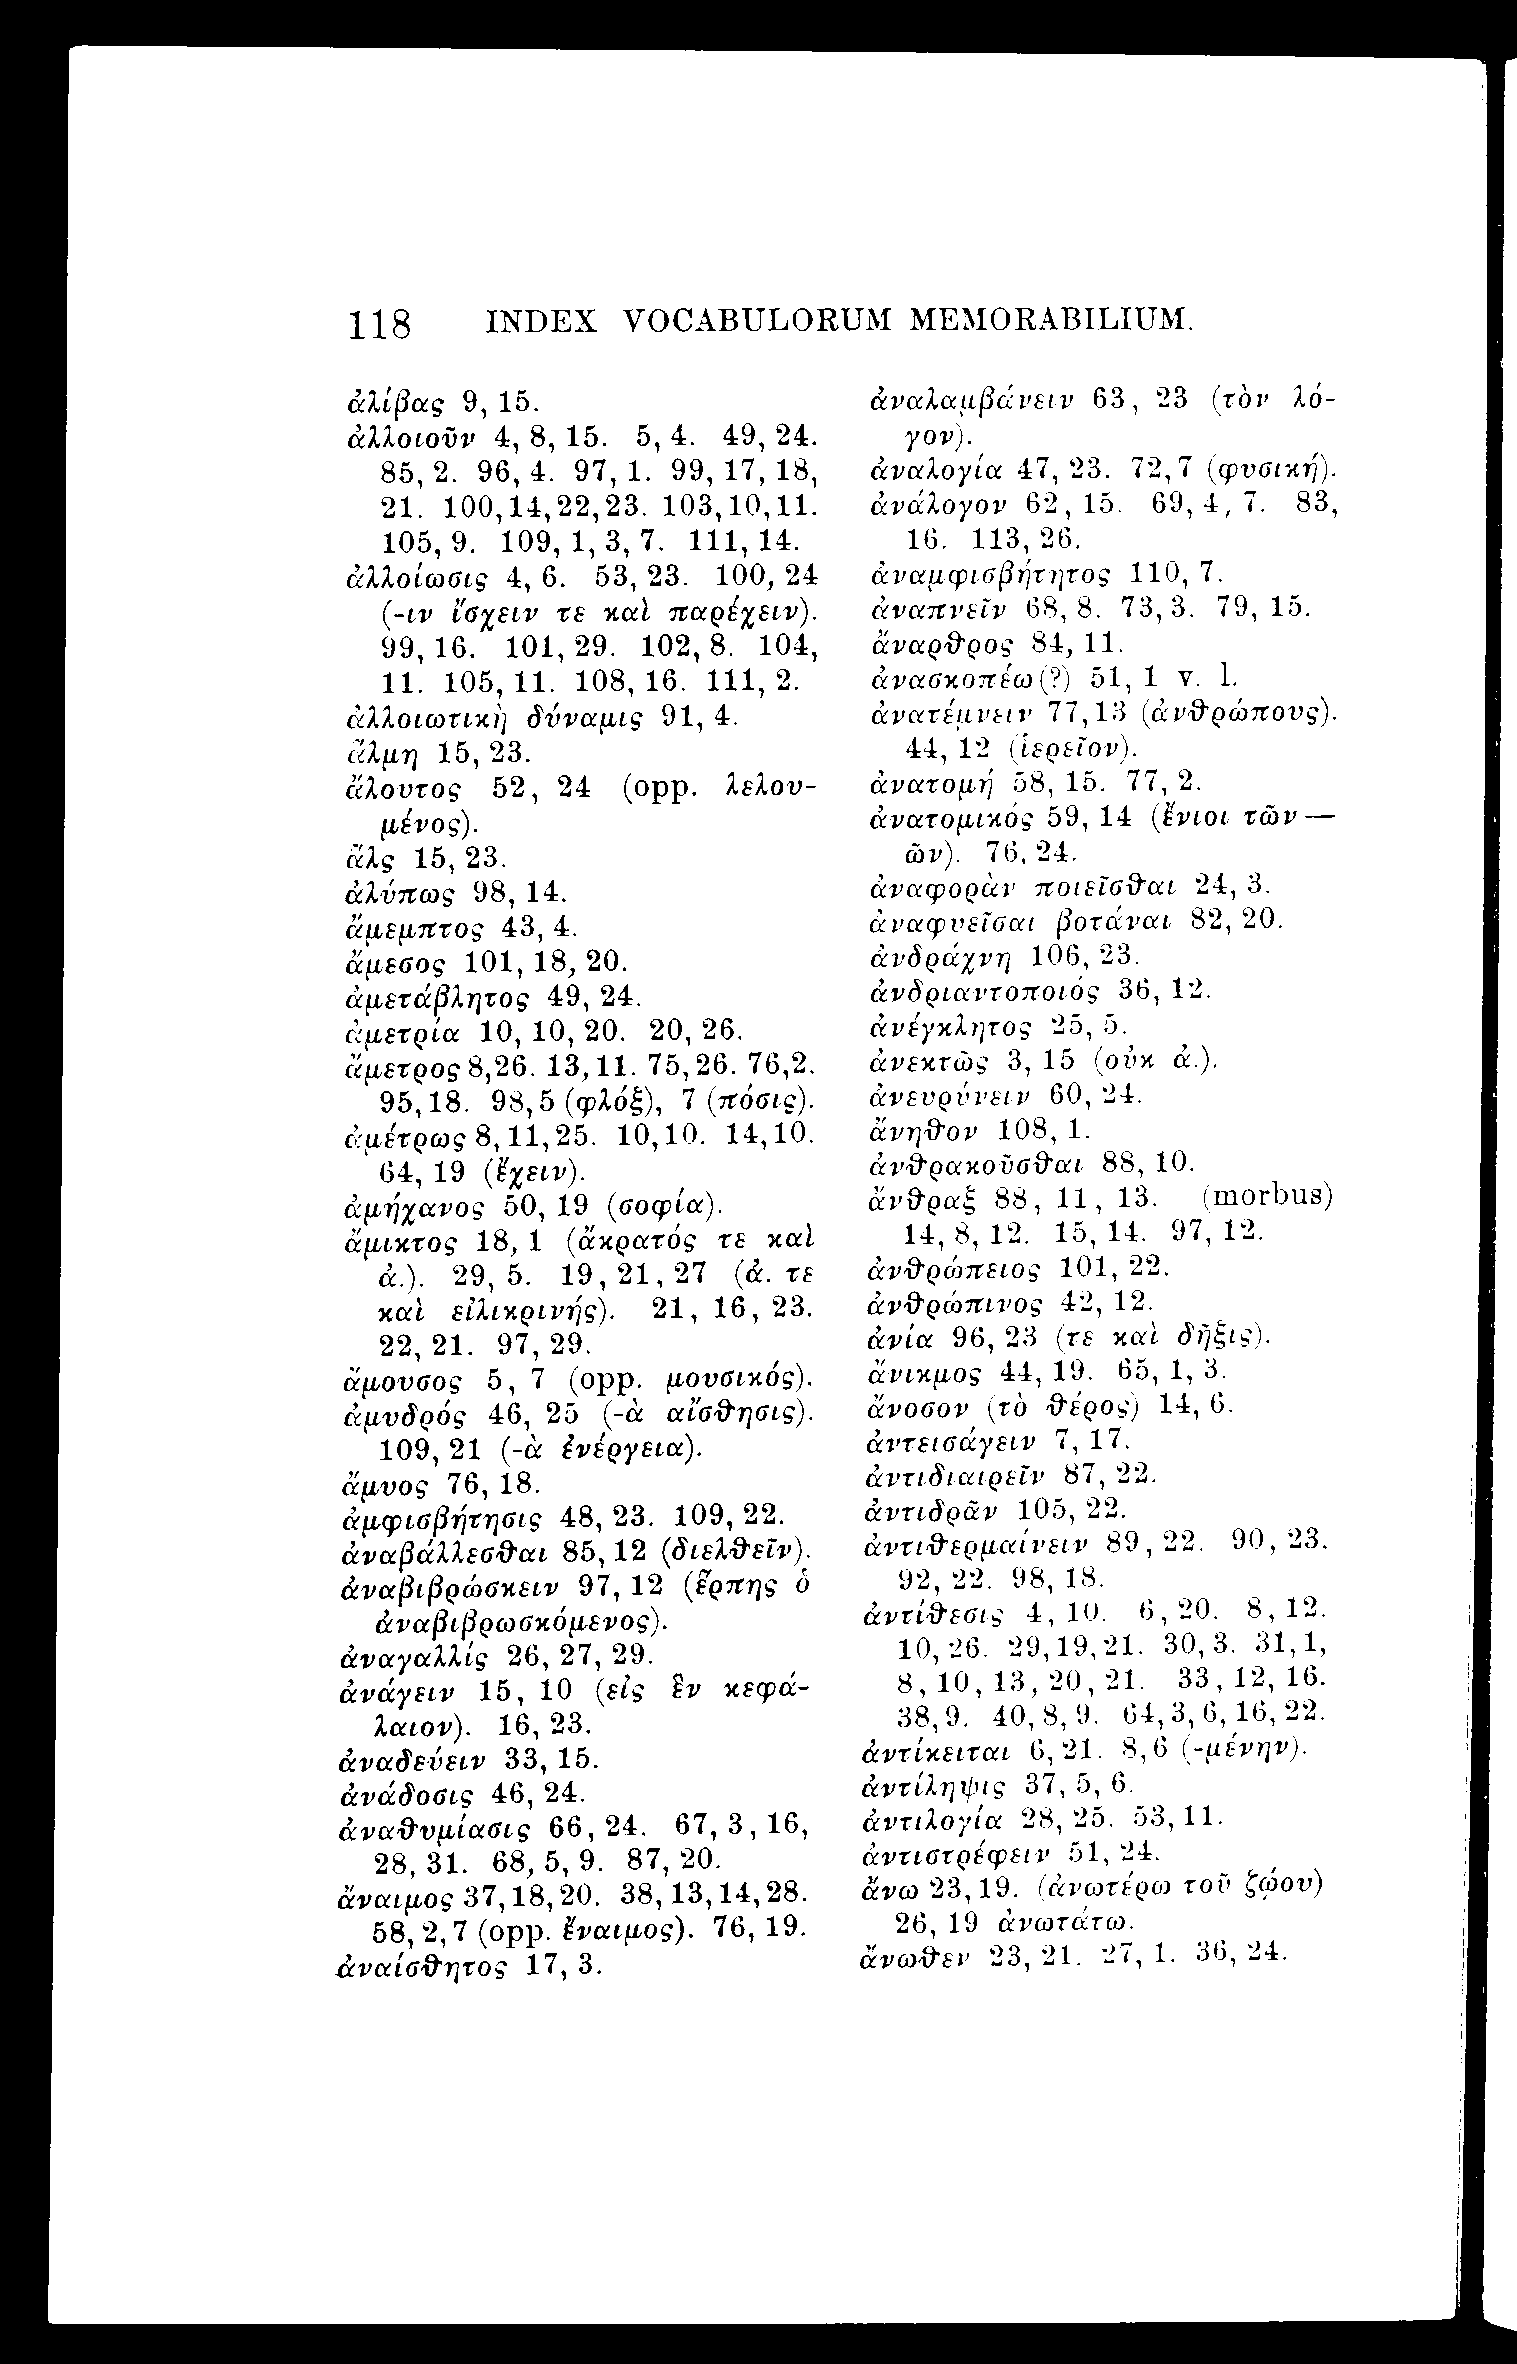 118 INDEX VOCABULORUM MEMORABILIUM.
ἀλίβας 9, 15.
ἀλλοιοῦν 4, 8, 15. 5, 4. 49, 24.
85, 2. 96, 4. 97, 1. 99, 17, 18,
21. 100,14,22,23. 103,10,11.
105, 9. 109, 1, 3, 7. 111, 14.
ἀλλοίωσις 4, 6. 53, 23. 100, 24
(-ιν ἴσχειν τε καὶ παρέχειν).
99, 16. 101, 29. 102, 8. 104,
11. 105, 11. 108, 16. 111, 2.
ἀλλοιωτικὴ δύναμις 91, 4.
ἅλμη 15, 23.
ἄλουτος 52, 24 (opp. λελου-
μένος).
ἅλς 15, 23.
ἀλύπως 98, 14.
ἄμεμπτος 43, 4.
ἄμεσος 101, 18, 20.
ἀμετάβλητος 49, 24.
ἀμετρία 10, 10, 20. 20, 26.
ἄμετρος 8,26. 13,11. 75,26. 76,2.
95,18. 98,5 (φλόξ), 7 (πόσις).
ἀμέτρως 8,11,25. 10,10. 14,10.
64, 19 (ἔχειν).
ἀμήχανος 50, 19 (σοφία).
ἄμικτος 18, 1 (ἄκρατός τε καὶ
ἀ.). 29, 5. 19, 21, 27 (ἀ. τε
καὶ εἰλικρινής). 21, 16, 23.
22, 21. 97, 29.
ἄμουσος 5, 7 (opp. μουσικός).
ἀμυδρός 46, 25 (-ὰ αἴσθησις).
109, 21 (-ὰ ἐνέργεια).
ἄμυος 76, 18.
ἀμφισβήτησις 48, 23. 109, 22.
ἀναβάλλεσθαι 85, 12 (διελθεῖν).
ἀναβιβρώσκειν 97, 12 (ἕρπης ὁ
ἀναβιβρωσκόμενος).
ἀναγαλλίς 26, 27, 29.
ἀνάγειν 15, 10 (εἰς ἓν κεφά-
λαιον). 16, 23.
ἀναδεύειν 33, 15.
ἀνάδοσις 46, 24.
ἀναθυμίασις 66, 24. 67, 3, 16,
28, 31. 68, 5, 9. 87, 20.
ἄναιμος 37,18,20. 38,13,14,28.
58, 2, 7 (opp. ἔναιμος). 76, 19.
ἀναίσθητος 17, 3.
ἀναλαμβάνειν 63, 23 (τὸν λό-
γον).
ἀναλογία 47, 23. 72,7 (φυσική).
ἀνάλογον 62, 15. 69, 4, 7. 83,
16. 113, 26.
ἀναμφισβήτητος 110, 7.
ἀναπνεῖν 68, 8. 73, 3. 79, 15.
ἄναρθρος 84, 11.
ἀνασκοπέω(?) 51, 1 v. l.
ἀνατέμνειν 77,13 (ἀνθρώπους).
44, 12 (ἱερεῖον).
ἀνατομή 58, 15. 77, 2.
ἀνατομικός 59, 14 (ἔνιοι τῶν —
ῶν). 76, 24.
ἀναφορὰν ποιεῖσθαι 24, 3.
ἀναφυεῖσαι βοτάναι 82, 20.
ἀνδράχνη 106, 23.
ἀνδριαντοποιός 36, 12.
ἀνέγκλητος 25, 5.
ἀνεκτῶς 3, 15 (οὐκ ἀ.).
ἀνευρύνειν 60, 24.
ἄνηθον 108, 1.
ἀνθρακοῦσθαι 88, 10.
ἄνθραξ 88, 11, 13. (morbus)
14, 8, 12. 15, 14. 97, 12.
ἀνθρώπειος 101, 22.
ἀνθρώπινος 42, 12.
ἀνία 96, 23 (τε καὶ δῆξις).
ἄνικμος 44, 19. 65, 1, 3.
ἄνοσον (τὸ θέρος) 14, 6.
ἀντεισάγειν 7, 17.
ἀντιδιαιρεῖν 87, 22.
ἀντιδρᾶν 105, 22.
ἀντιθερμαίνειν 89, 22. 90, 23.
92, 22. 98, 18.
ἀντίθεσις 4, 10. 6, 20. 8, 12.
10, 26. 29,19,21. 30, 3. 31, 1,
8, 10, 13, 20, 21. 33, 12, 16.
38, 9. 40, 8, 9. 64, 3, 6, 16, 22.
ἀντίκειται 6, 21. 8, 6 (-μένην).
ἀντίληψις 37, 5, 6.
ἀντιλογία 28, 25. 53, 11.
ἀντιστρέφειν 51, 24.
ἄνω 23, 19. (ἀνωτέρω τοῦ ζῴου)
26, 19 ἀνωτάτω.
ἄνωθεν 23, 21. 27, 1. 36, 24.